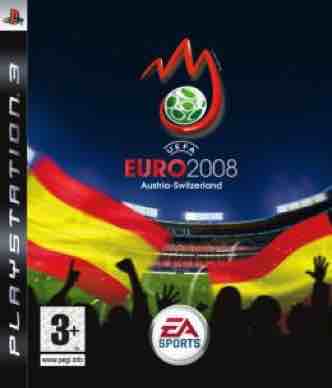 PLAYSTATION 3
UEFA
EURO2008
Austria-Switzerland
3+
www.pegi.info
EA
SPORTS